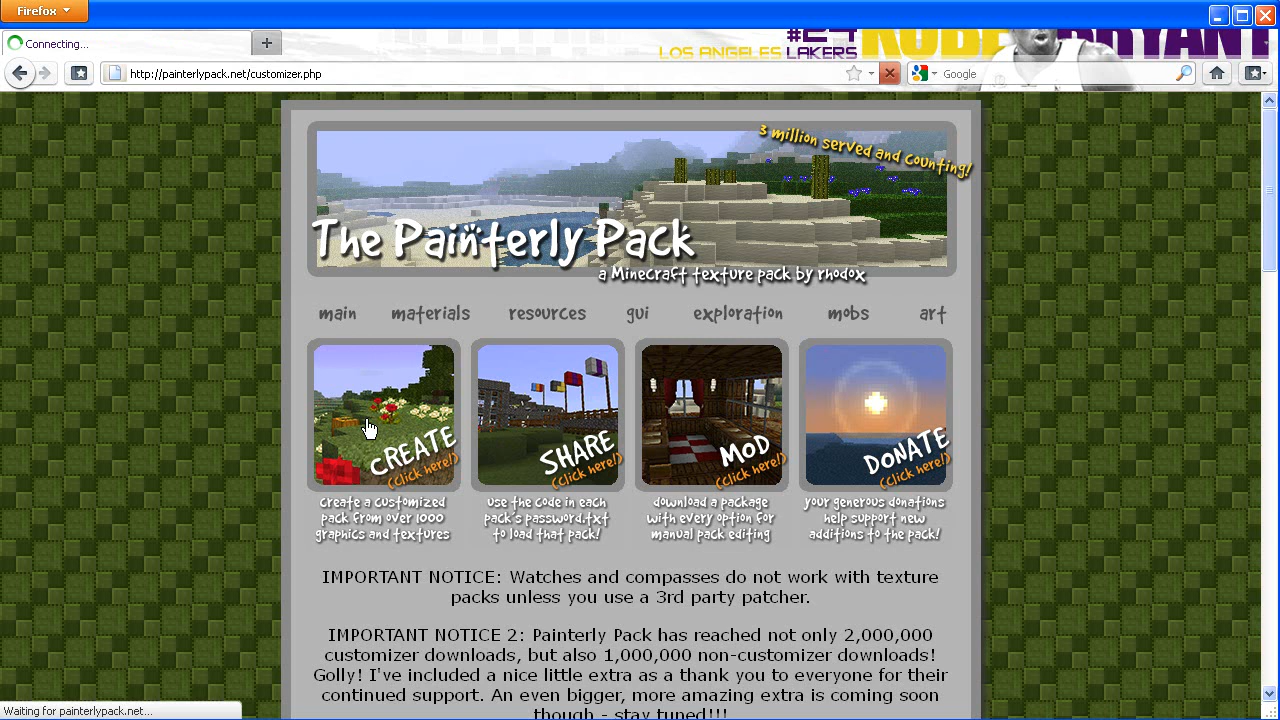 Firefox
Connecting...
#24
LOS ANGELES LAKERS
KOBE BRYANT
http://painterlypack.net/customizer.php
Google
3 million served and counting!
The Painterly Pack
a Minecraft texture pack by rhodox
main materials resources gui exploration mobs art
CREATE
(click here!)
SHARE
(click here!)
MOD
(click here!)
DONATE
(click here!)
create a customized
pack from over 1000
graphics and textures
use the code in each
pack's password.txt
to load that pack!
download a package
with every option for
manual pack editing
your generous donations
help support new
additions to the pack!
IMPORTANT NOTICE: Watches and compasses do not work with texture
packs unless you use a 3rd party patcher.
IMPORTANT NOTICE 2: Painterly Pack has reached not only 2,000,000
customizer downloads, but also 1,000,000 non-customizer downloads!
Golly! I've included a nice little extra as a thank you to everyone for their
continued support. An even bigger, more amazing extra is coming soon
though - stay tuned!!!
Waiting for painterlypack.net...